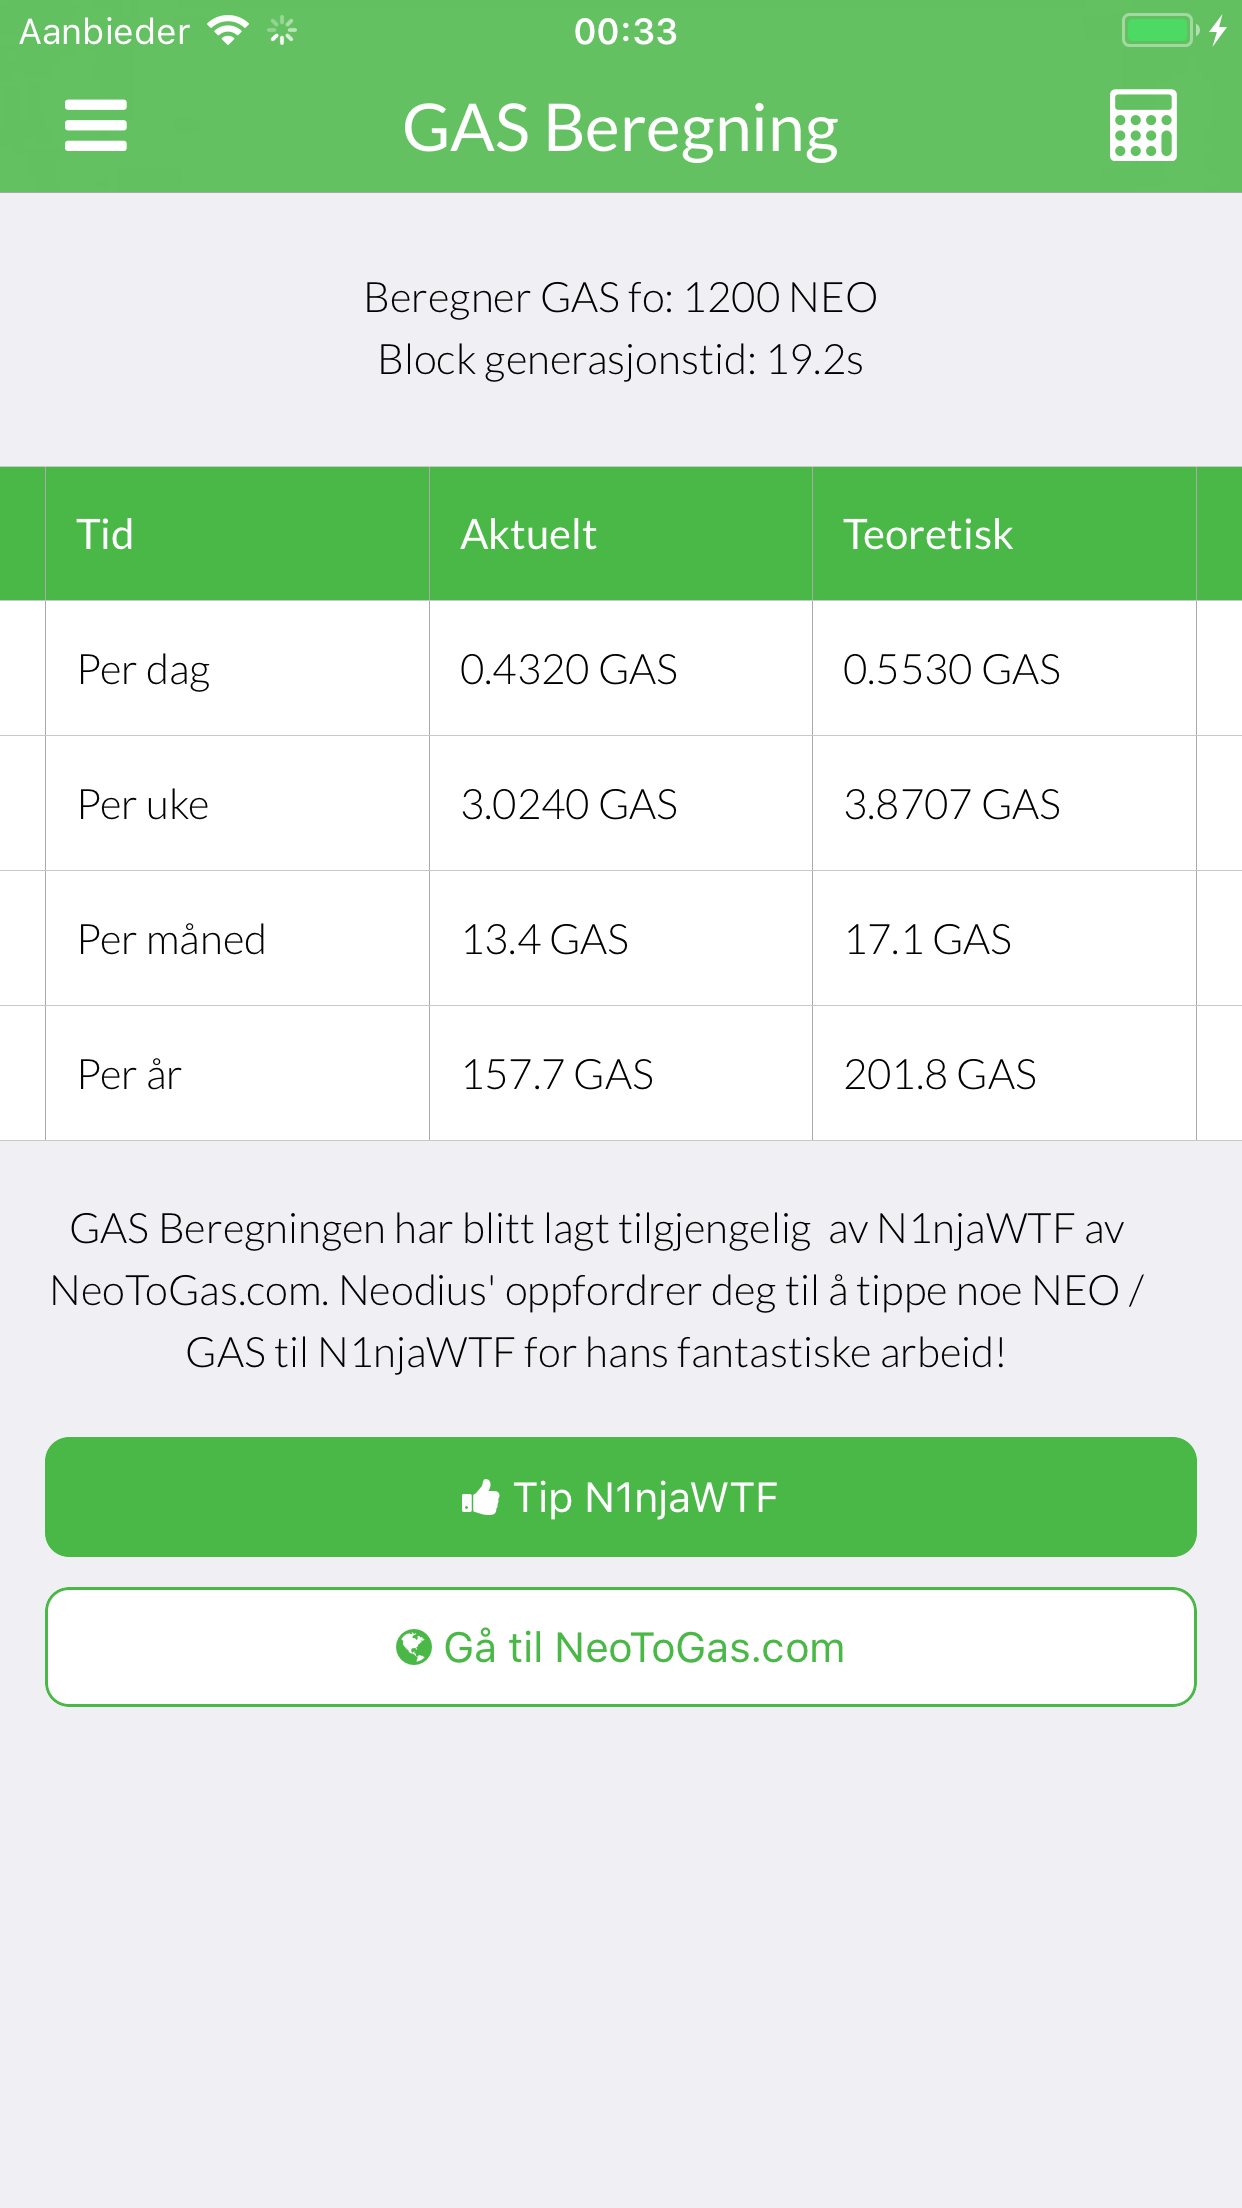 Aanbieder 00:33
GAS Beregning
Beregner GAS fo: 1200 NEO
Block generasjonstid: 19.2s
Tid Aktuelt Teoretisk
Per dag 0.4320 GAS 0.5530 GAS
Per uke 3.0240 GAS 3.8707 GAS
Per måned 13.4 GAS 17.1 GAS
Per år 157.7 GAS 201.8 GAS
GAS Beregningen har blitt lagt tilgjengelig  av N1njaWTF av
NeoToGas.com. Neodius' oppfordrer deg til å tippe noe NEO /
GAS til N1njaWTF for hans fantastiske arbeid!
Tip N1njaWTF
Gå til NeoToGas.com